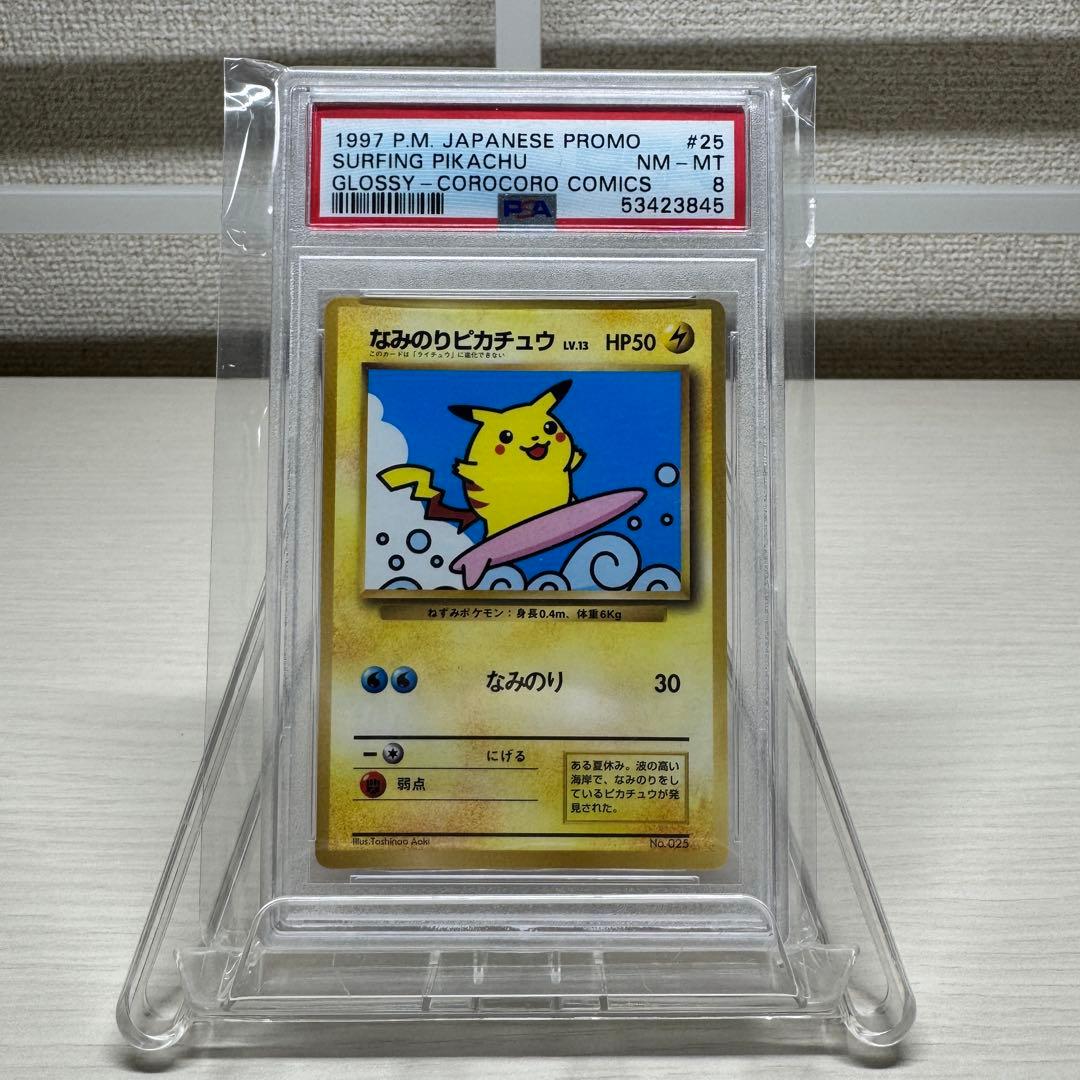 1997 P.M. JAPANESE PROMO #25
SURFING PIKACHU NM - MT
GLOSSY - COROCORO COMICS 8
PSA 53423845
なみのりピカチュウ LV.13 HP50
このカードは「ライチュウ」に進化できない
ねずみポケモン：身長0.4m、体重6Kg
なみのり 30
にげる
弱点
ある夏休み。波の高い
海岸で、なみのりをし
ているピカチュウが発
見された。
Illus.Toshinao Aoki No.025